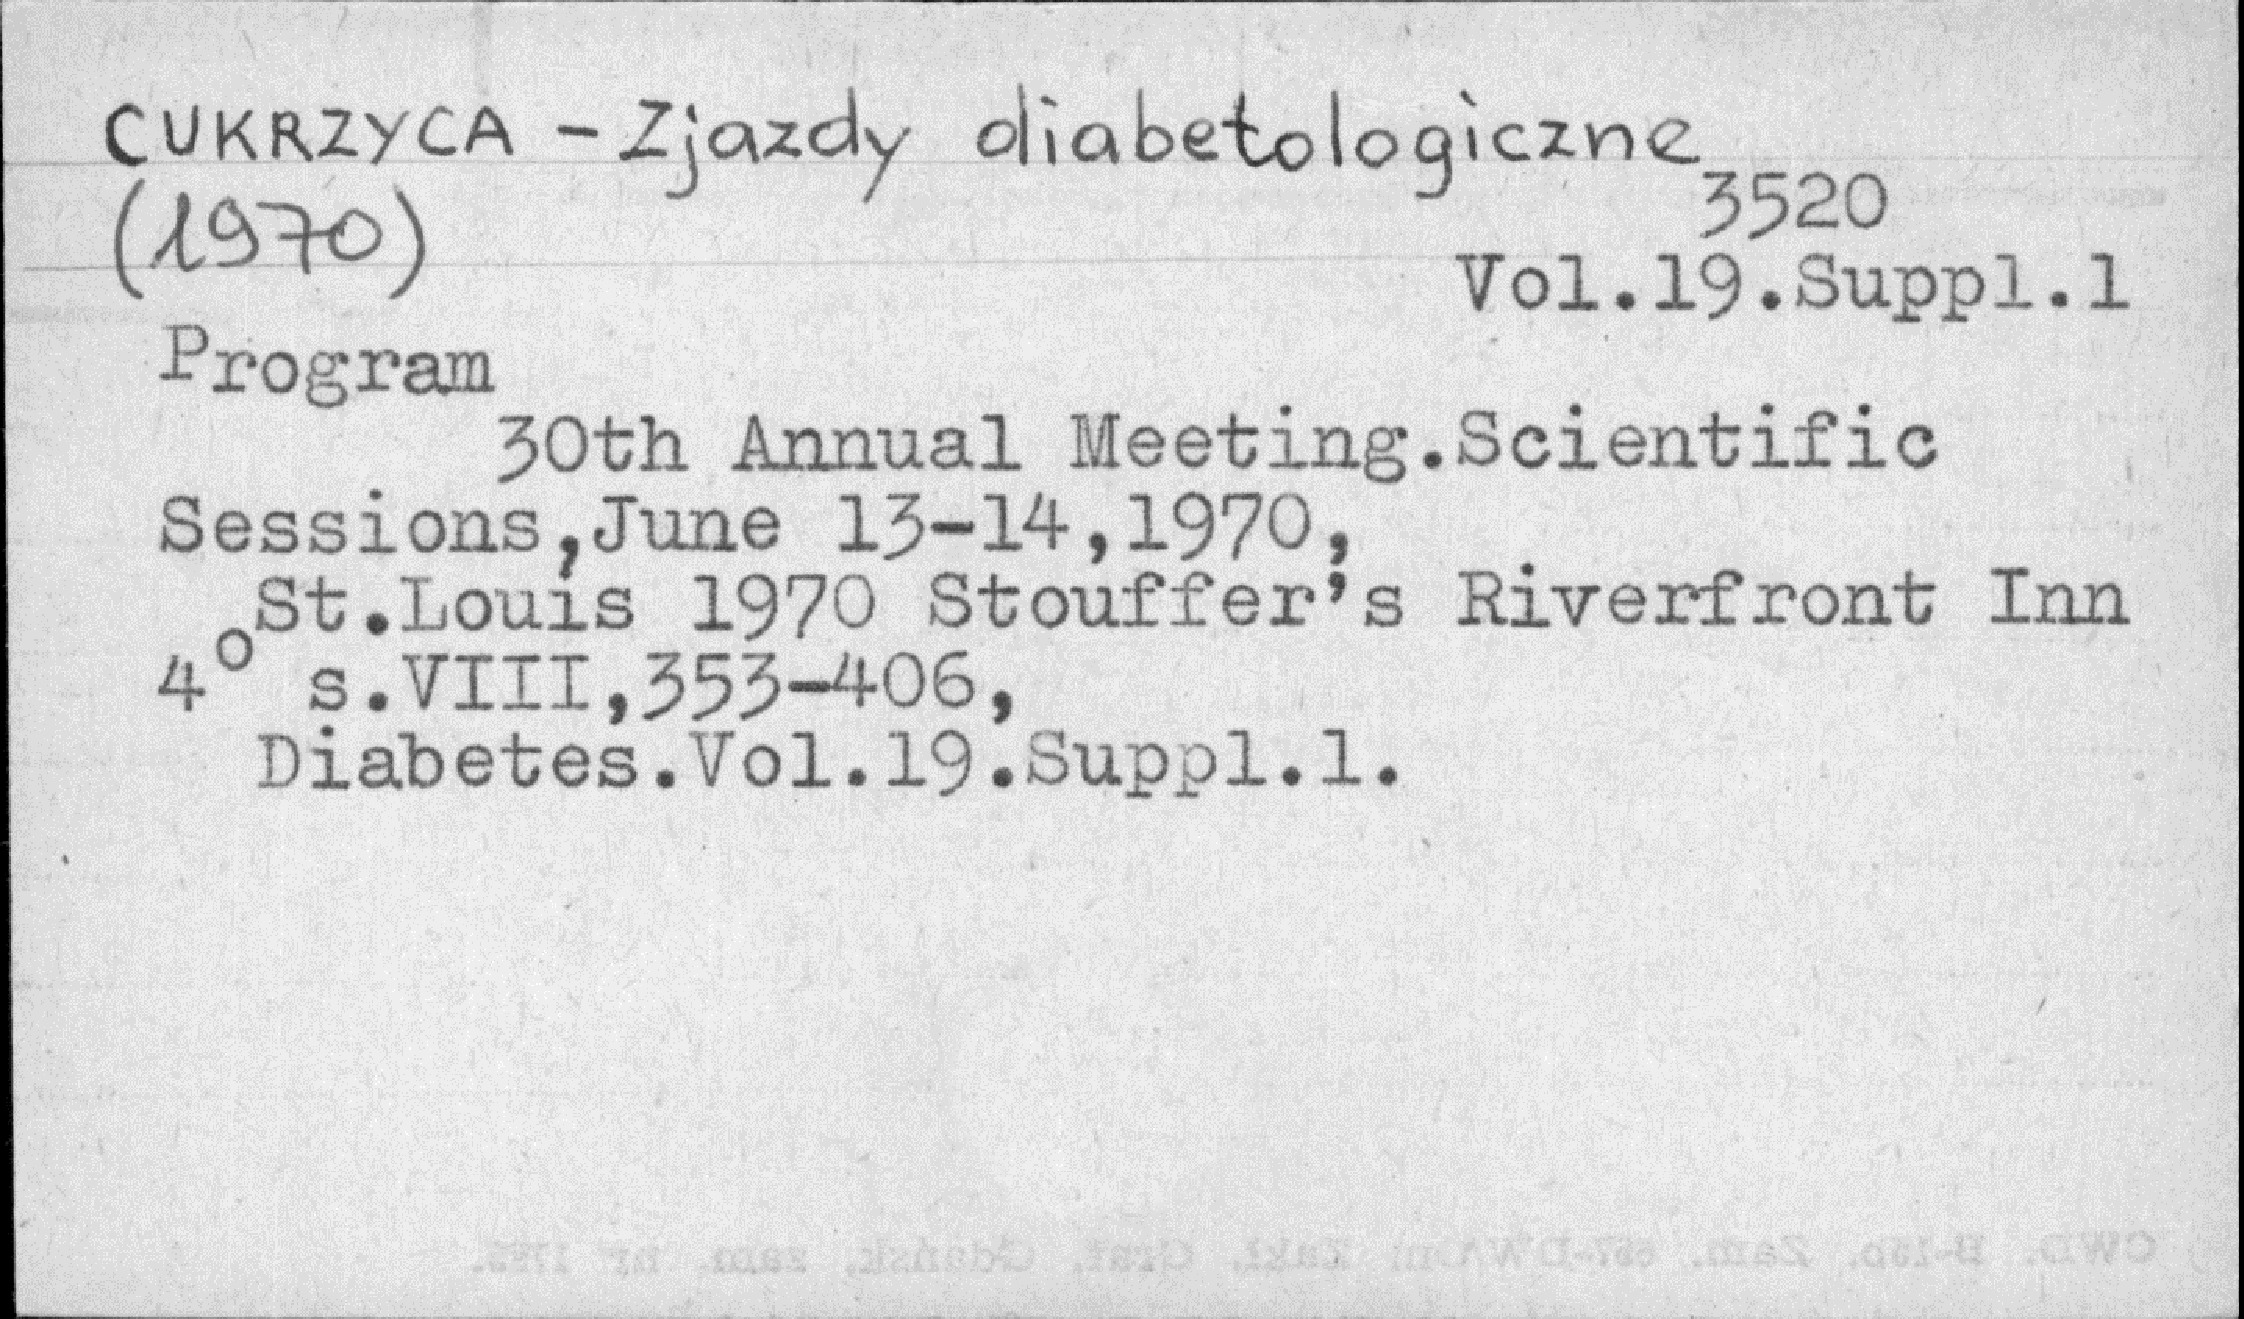 CUKRZYCA - Zjazdy diabetologiczne
3520
(1970)
Vol.19.Suppl.1
Program
30th Annual Meeting.Scientific
Sessions,June 13-14,1970,
St.Louis 1970 Stouffer's Riverfront Inn
4° s.VIII,353-406,
Diabetes.Vol.19.Suppl.1.